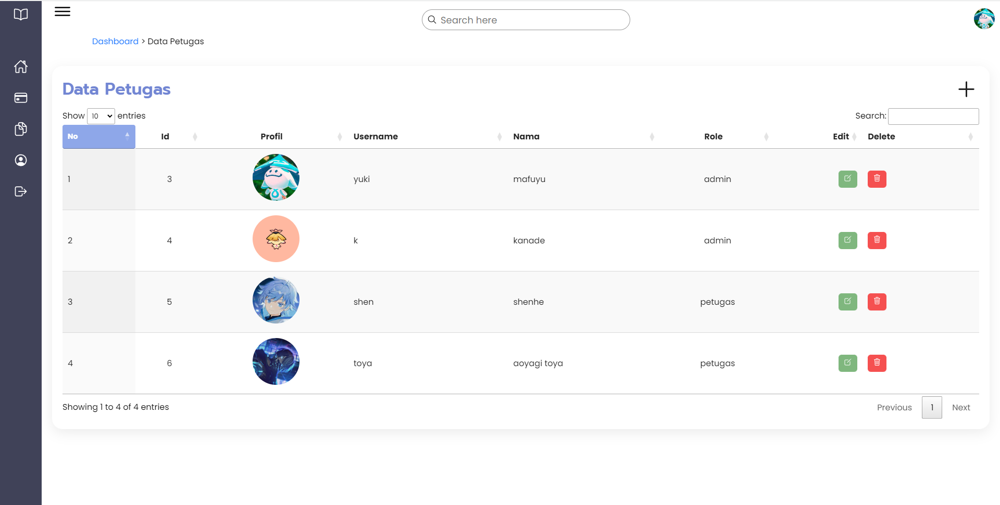 Search here
Dashboard > Data Petugas
Data Petugas
Show 10 entries Search:
No Id Profil Username Nama Role Edit Delete
1 3 yuki mafuyu admin
2 4 k kanade admin
3 5 shen shenhe petugas
4 6 toya aoyagi toya petugas
Showing 1 to 4 of 4 entries Previous 1 Next